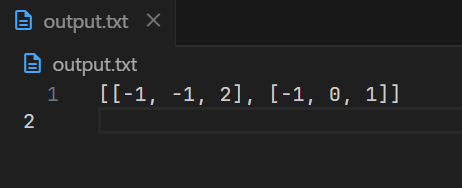 output.txt
output.txt
1 [[-1, -1, 2], [-1, 0, 1]]
2